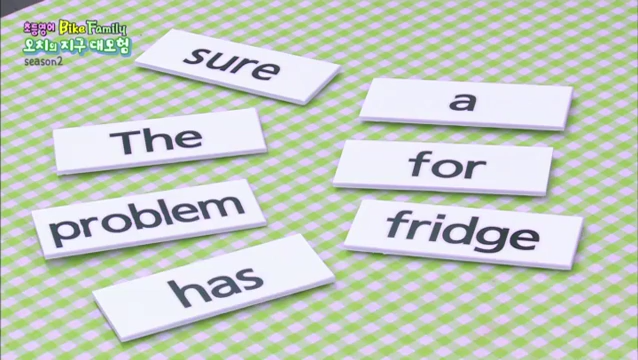 초등영어 Bike Family
오치의 지구 대모험
season2
sure
a
The
for
problem
fridge
has